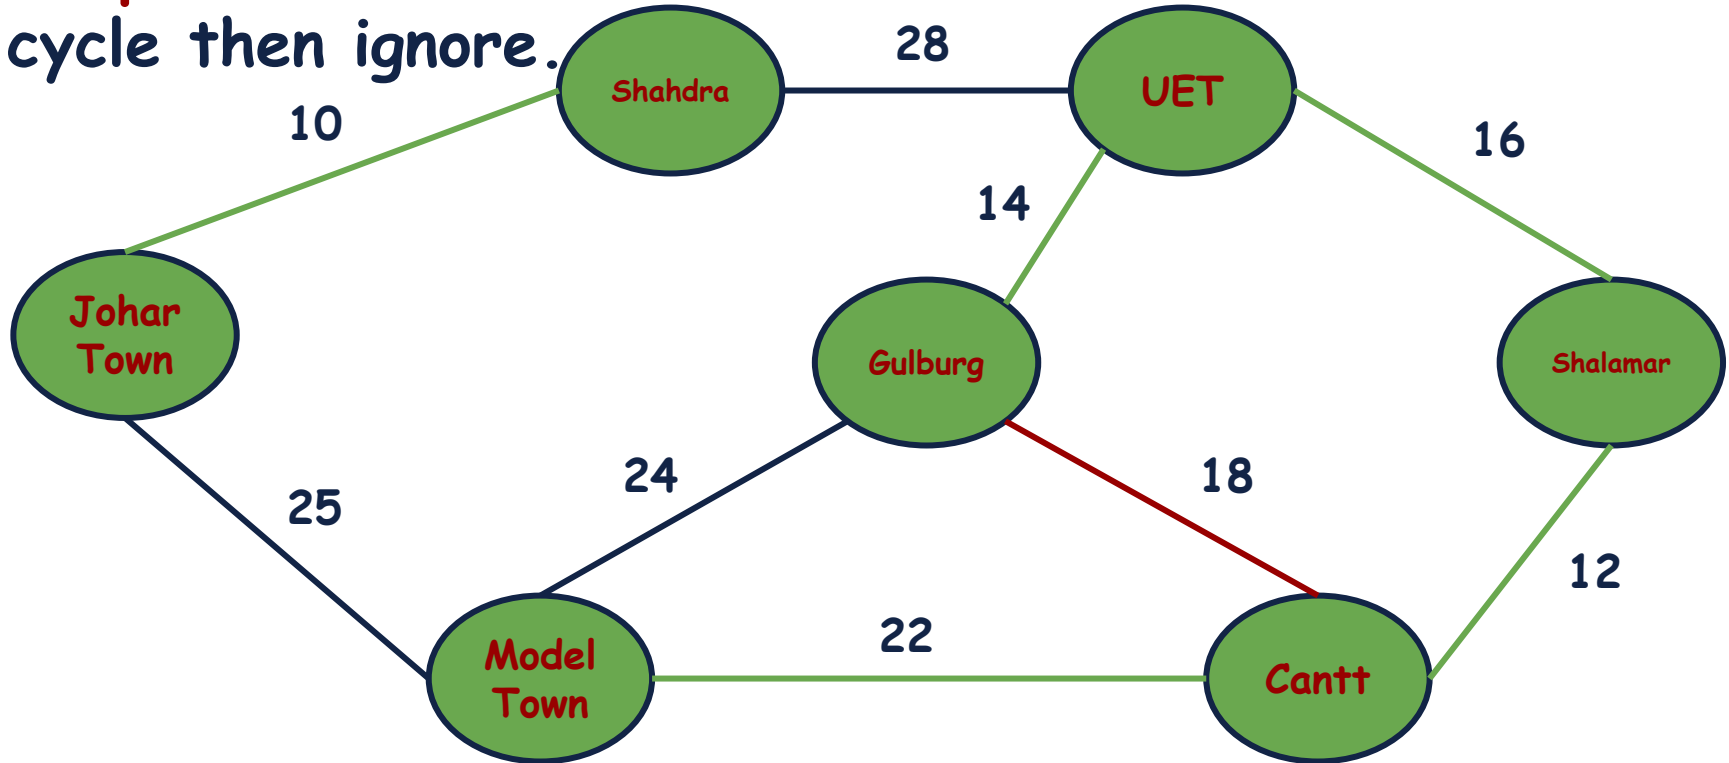 cycle then ignore.
28
Shahdra
UET
10
16
14
Johar
Town
Gulburg
Shalamar
24
18
25
12
22
Model
Town
Cantt